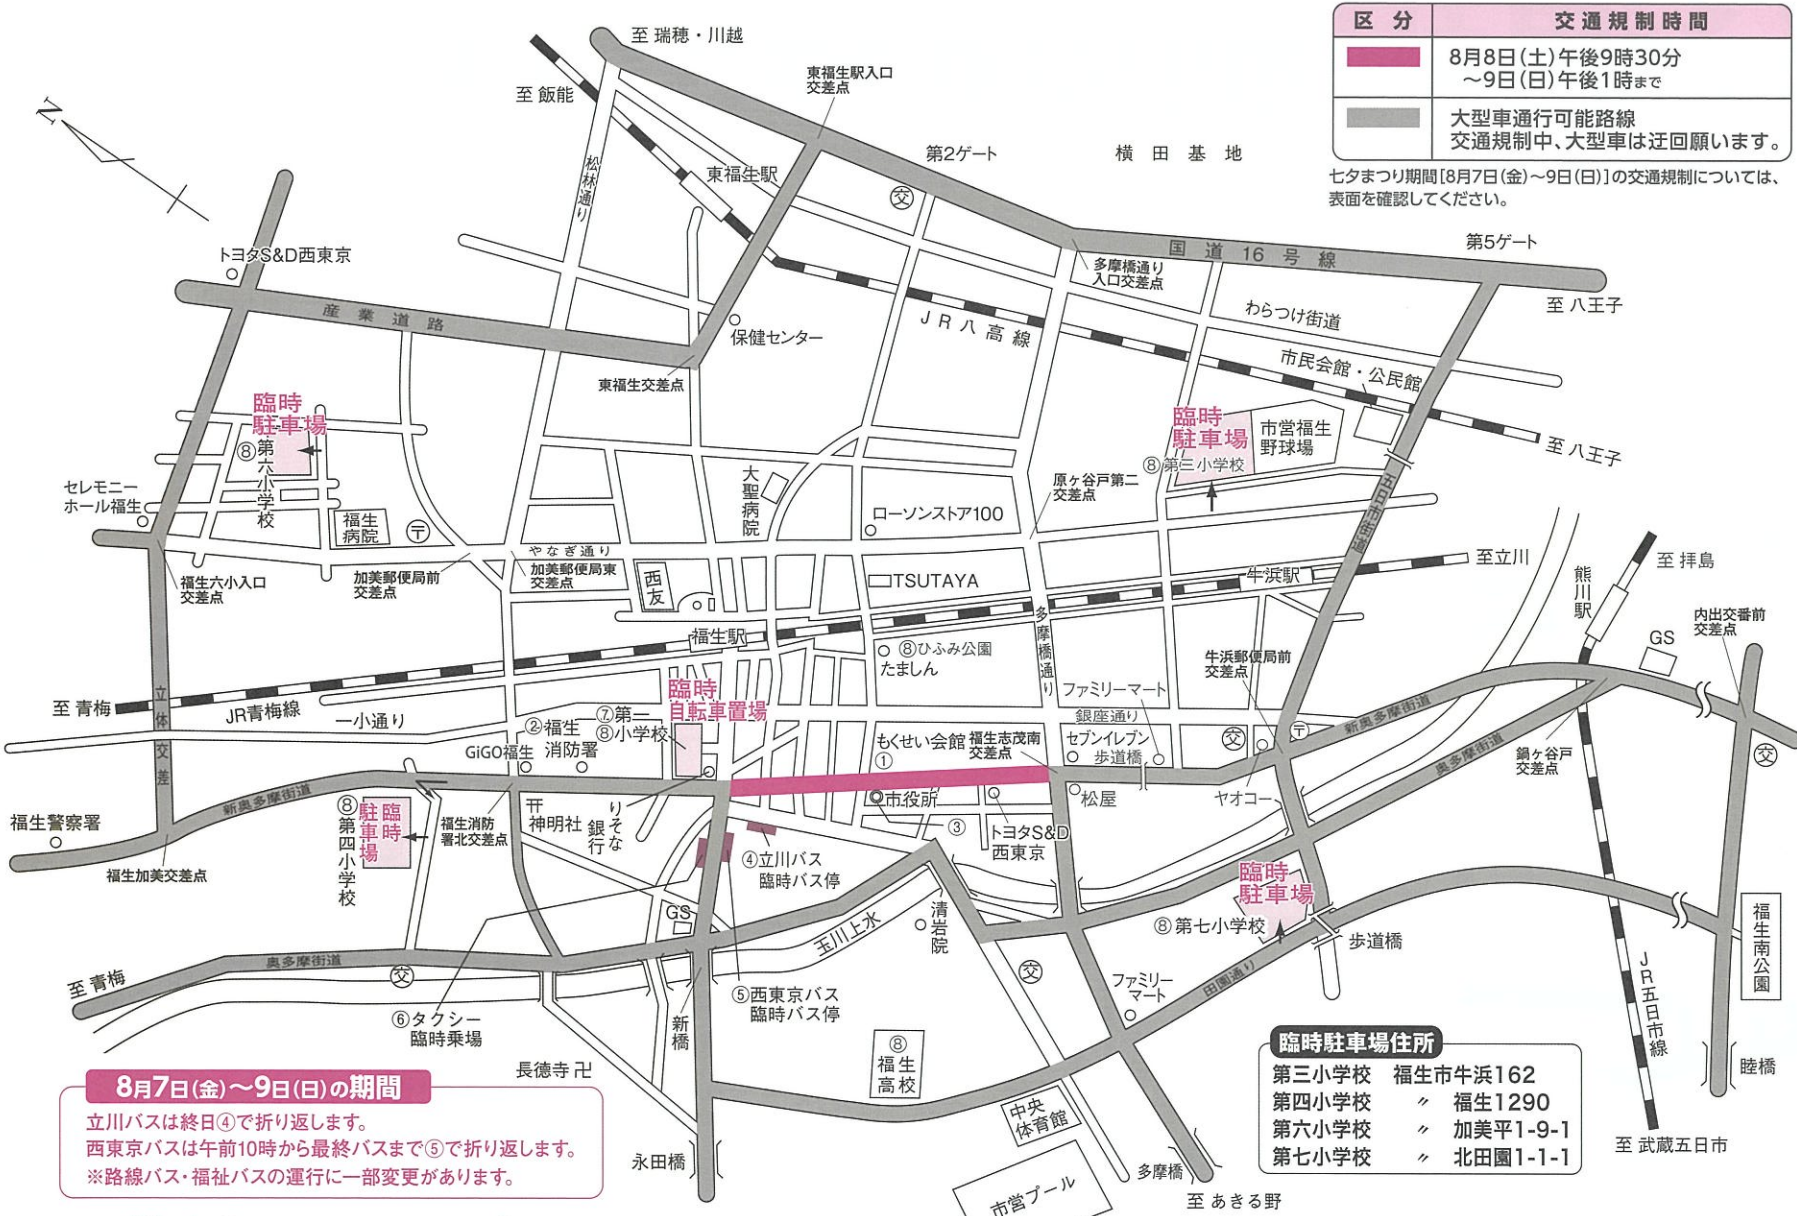 区 分 交通規制時間
8月8日(土)午後9時30分
～9日(日)午後1時まで
大型車通行可能路線
交通規制中、大型車は迂回願います。
七夕まつり期間[8月7日(金)～9日(日)]の交通規制については、
表面を確認してください。
N
至 瑞穂・川越
至 飯能
東福生駅入口
交差点
松林通り
東福生駅
第2ゲート
横田基地
交
国道16号線
第5ゲート
多摩橋通り
入口交差点
至 八王子
わらつけ街道
JR八高線
市民会館・公民館
至 八王子
トヨタS&D西東京
産業道路
保健センター
東福生交差点
臨時
駐車場
⑧第六小学校
セレモニー
ホール福生
福生
病院
〒
福生六小入口
交差点
加美郵便局前
交差点
やなぎ通り
加美郵便局東
交差点
大聖病院
西友
ローソンストア100
TSUTAYA
原ヶ谷戸第二
交差点
臨時
駐車場
⑧第三小学校
市営福生
野球場
五日市街道
至 立川
牛浜駅
福生駅
⑧ひふみ公園
たましん
多摩橋通り
熊川駅
至 拝島
GS
内出交番前
交差点
牛浜郵便局前
交差点
ファミリーマート
銀座通り
セブンイレブン
歩道橋
交
〒
新奥多摩街道
奥多摩街道
鍋ヶ谷戸
交差点
交
至 青梅
JR青梅線
立体交差
一小通り
②福生
消防署
GiGO福生
臨時
自転車置場
⑦第一
⑧小学校
もくせい会館
①
福生志茂南
交差点
市役所
③
トヨタS&D
西東京
松屋
ヤオコー
新奥多摩街道
福生警察署
福生加美交差点
臨時
駐車場
⑧第四小学校
福生消防
署北交差点
神明社
りそな
銀行
④立川バス
臨時バス停
GS
⑤西東京バス
臨時バス停
⑥タクシー
臨時乗場
玉川上水
清岩院
交
臨時
駐車場
⑧第七小学校
歩道橋
田園通り
ファミリー
マート
福生南公園
JR五日市線
睦橋
至 青梅
奥多摩街道
交
新橋
長徳寺卍
永田橋
⑧
福生
高校
中央
体育館
市営プール
多摩橋
至 あきる野
至 武蔵五日市
8月7日(金)～9日(日)の期間
立川バスは終日④で折り返します。
西東京バスは午前10時から最終バスまで⑤で折り返します。
※路線バス・福祉バスの運行に一部変更があります。
臨時駐車場住所
第三小学校 福生市牛浜162
第四小学校 〃 福生1290
第六小学校 〃 加美平1-9-1
第七小学校 〃 北田園1-1-1